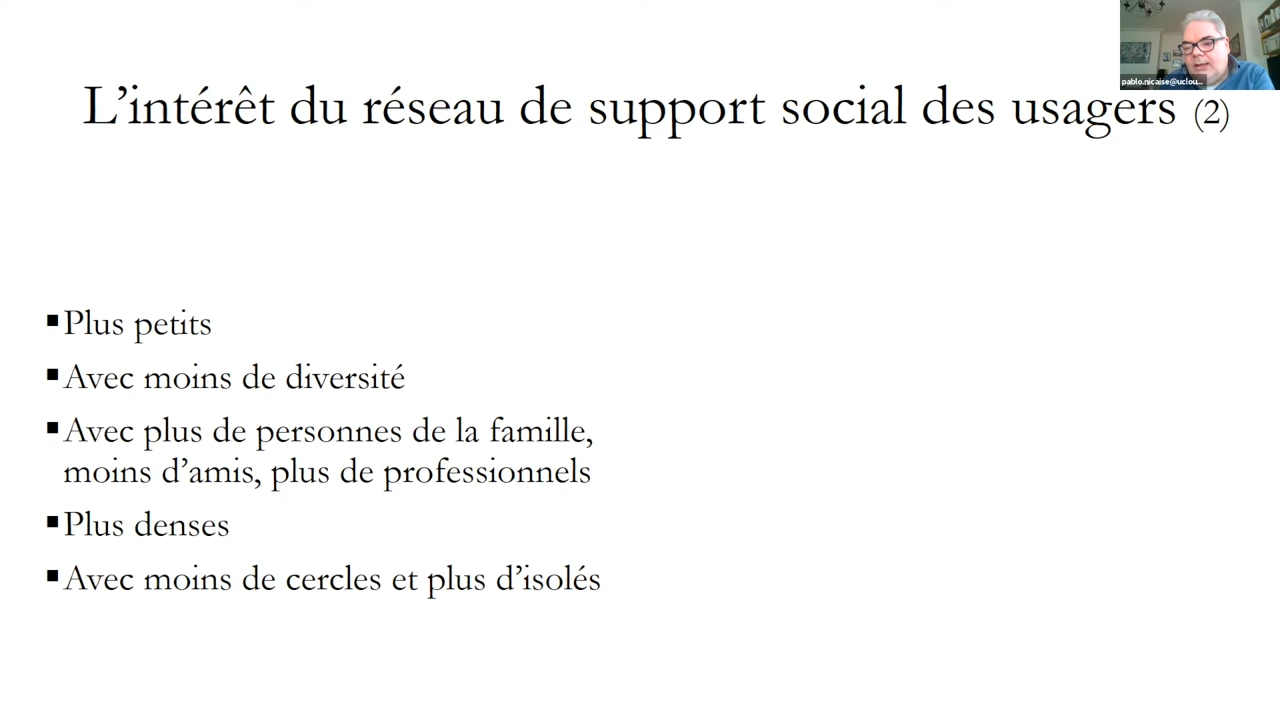 pablo.nicaise@uclou...
L’intérêt du réseau de support social des usagers (2)
▪Plus petits
▪Avec moins de diversité
▪Avec plus de personnes de la famille,
moins d’amis, plus de professionnels
▪Plus denses
▪Avec moins de cercles et plus d’isolés